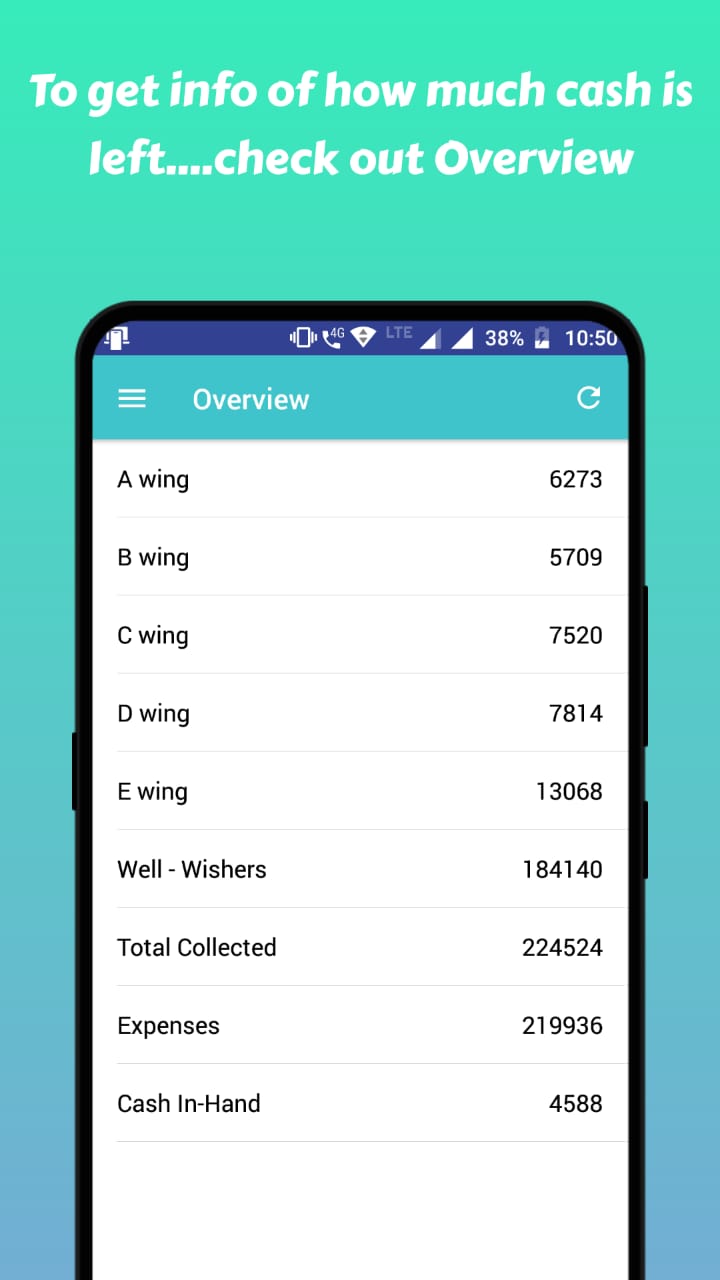 To get info of how much cash is
left....check out Overview
4G LTE 38% 10:50
Overview
A wing 6273
B wing 5709
C wing 7520
D wing 7814
E wing 13068
Well - Wishers 184140
Total Collected 224524
Expenses 219936
Cash In-Hand 4588